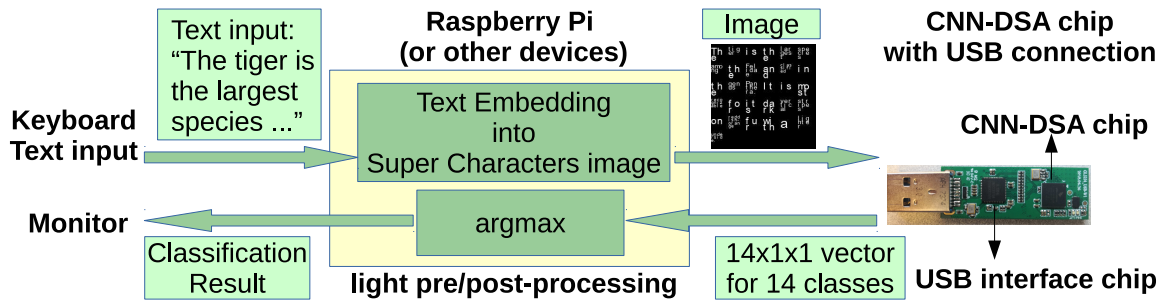 Text input:
“The tiger is
the largest
species ...”
Raspberry Pi
(or other devices)
Image
CNN-DSA chip
with USB connection
Keyboard
Text input
Text Embedding
into
Super Characters image
CNN-DSA chip
Monitor
argmax
Classification
Result
14x1x1 vector
for 14 classes
light pre/post-processing
USB interface chip